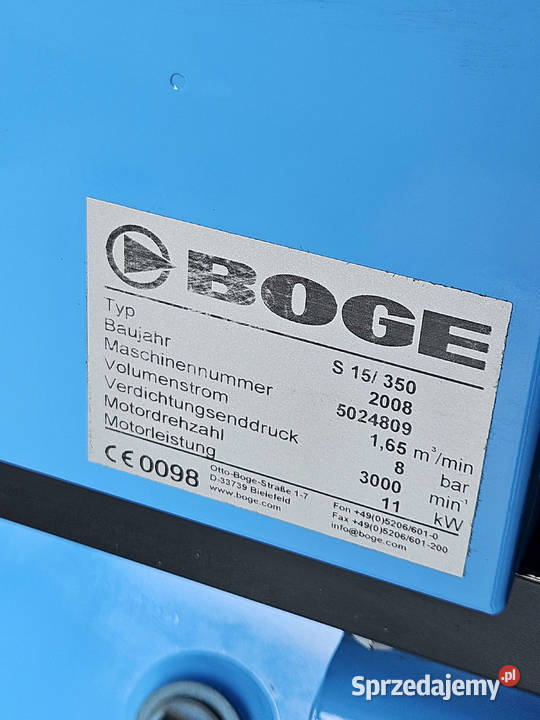 BOGE
Typ S 15/ 350
Baujahr 2008
Maschinennummer 5024809
Volumenstrom 1,65 m³/min
Verdichtungsenddruck 8 bar
Motordrehzahl 3000 min⁻¹
Motorleistung 11 kW
CE 0098
Otto-Boge-Straße 1-7
D-33739 Bielefeld
www.boge.com
Fon +49(0)5206/601-0
Fax +49(0)5206/601-200
info@boge.com
Sprzedajemy.pl